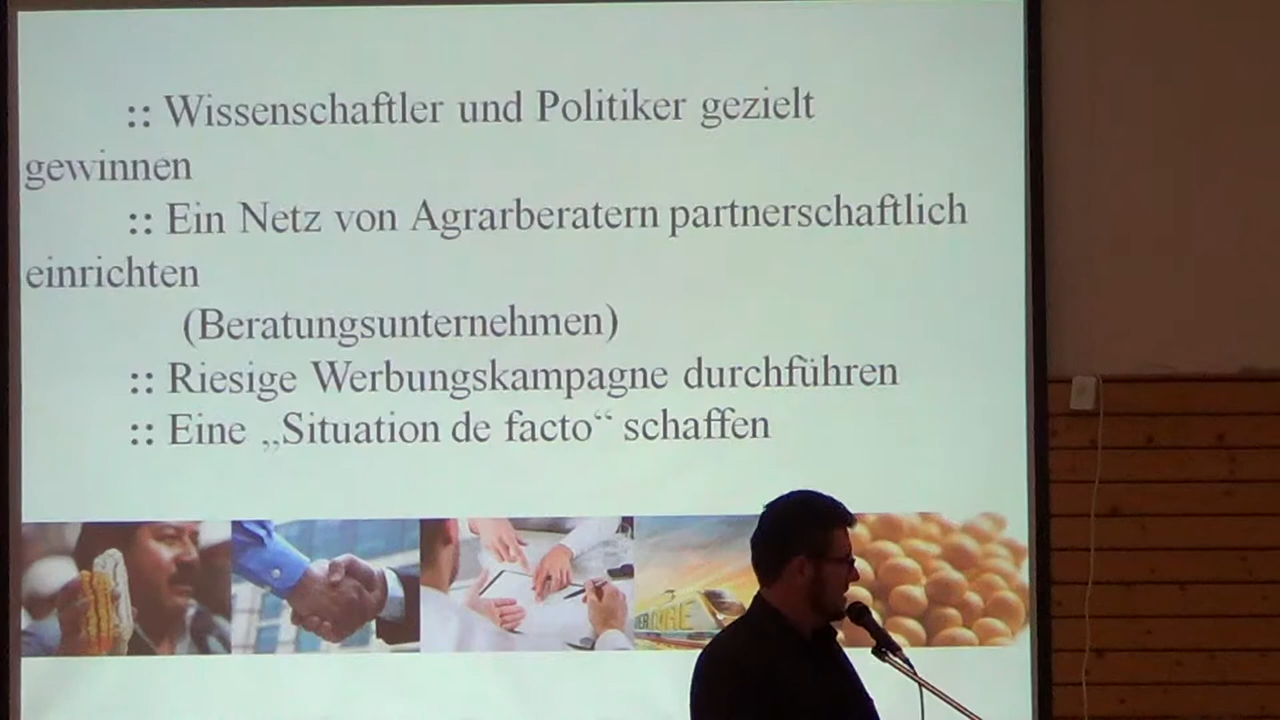 :: Wissenschaftler und Politiker gezielt
gewinnen
:: Ein Netz von Agrarberatern partnerschaftlich
einrichten
(Beratungsunternehmen)
:: Riesige Werbungskampagne durchführen
:: Eine „Situation de facto“ schaffen